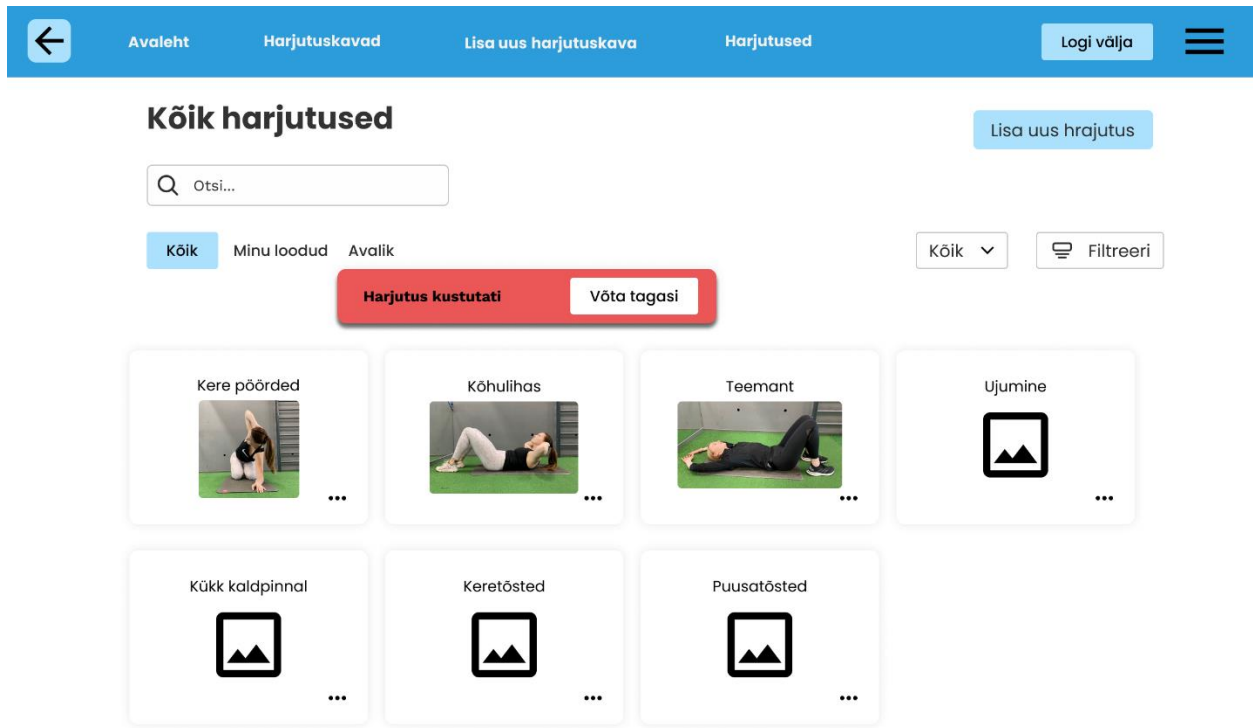 Avaleht Harjutuskavad Lisa uus harjutuskava Harjutused Logi välja
Kõik harjutused
Lisa uus hrajutus
Otsi...
Kõik Minu loodud Avalik Kõik Filtreeri
Harjutus kustutati Võta tagasi
Kere pöörded Kõhulihas Teemant Ujumine
Kükk kaldpinnal Keretõsted Puusatõsted